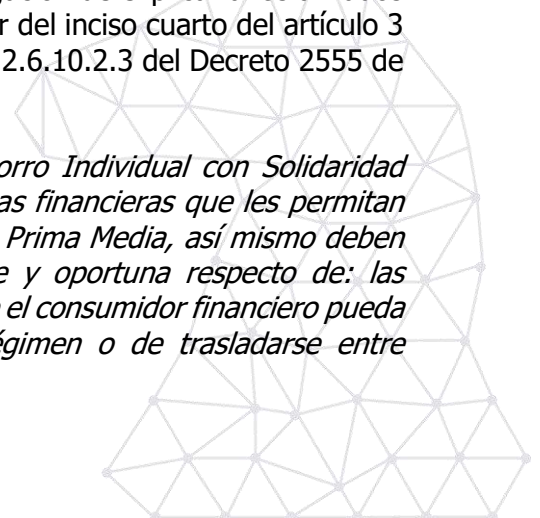 r del inciso cuarto del artículo 3
2.6.10.2.3 del Decreto 2555 de
orro Individual con Solidaridad
as financieras que les permitan
Prima Media, así mismo deben
e y oportuna respecto de: las
el consumidor financiero pueda
égimen o de trasladarse entre